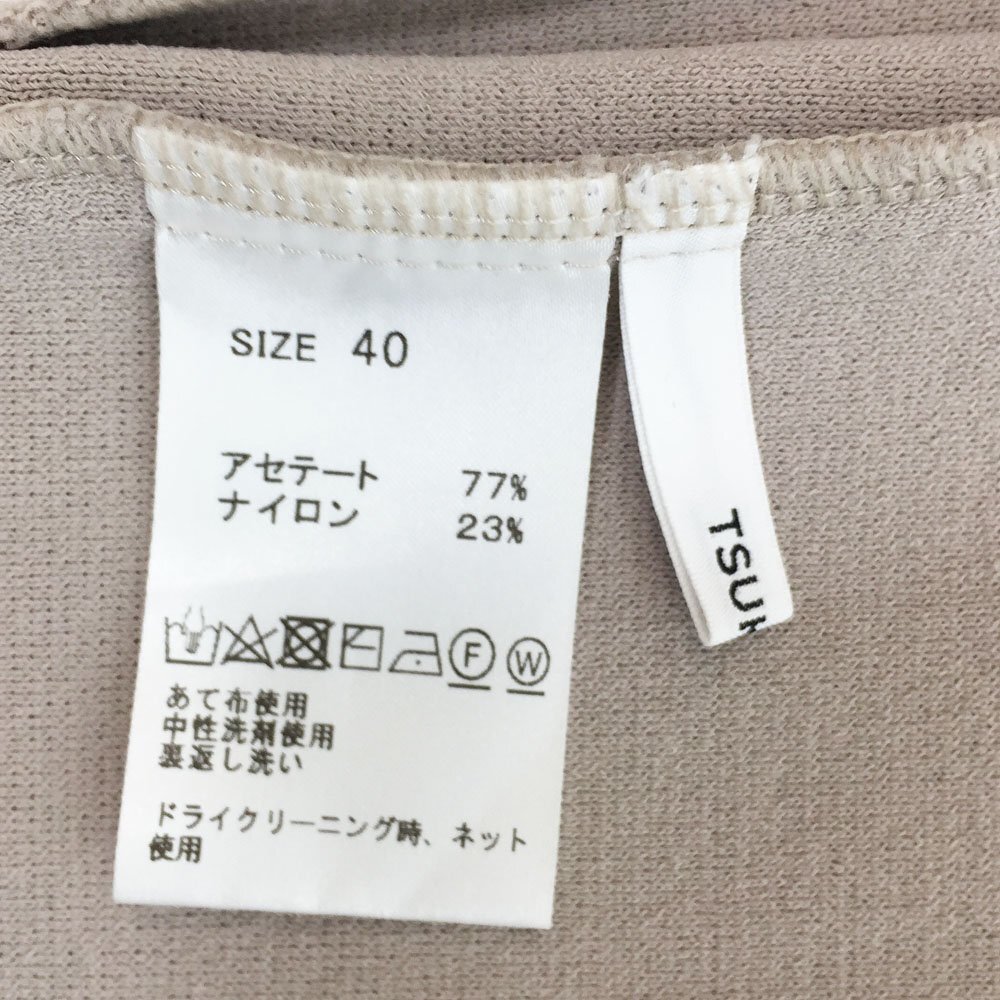 SIZE 40
アセテート 77%
ナイロン 23%
F W
あて布使用
中性洗剤使用
裏返し洗い
ドライクリーニング時、ネット
使用